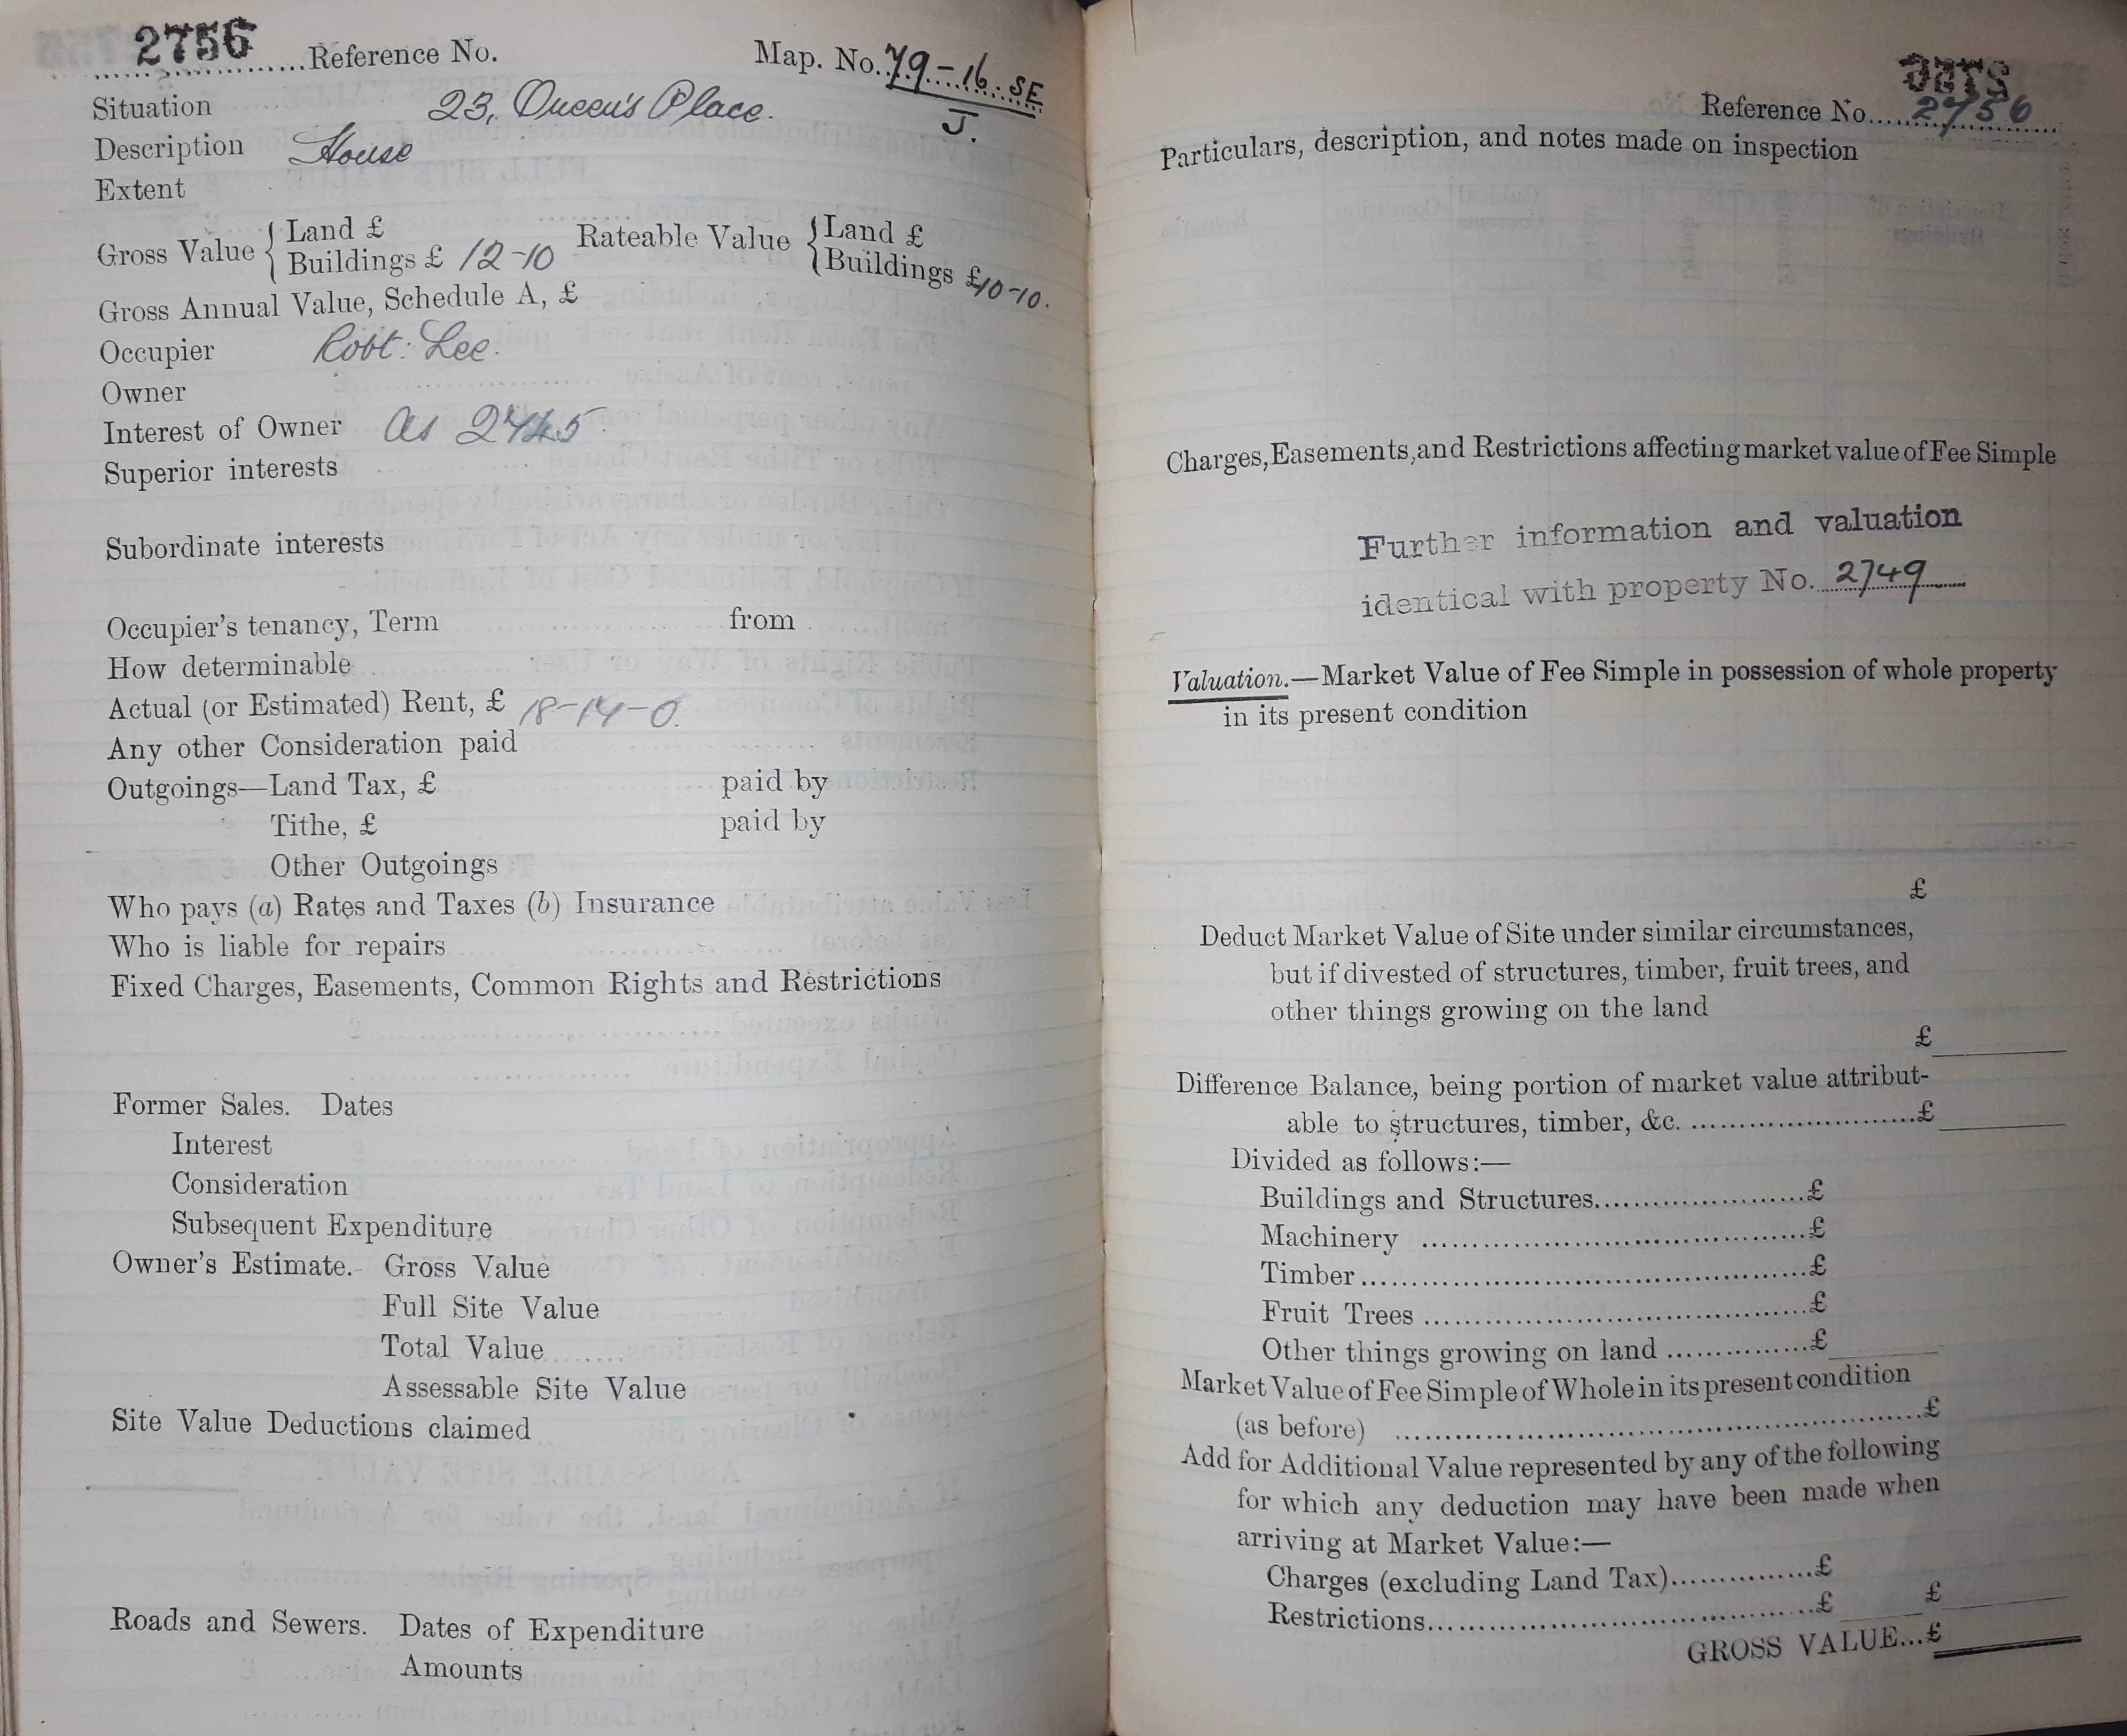 2756 Reference No. Map. No. 79-16. SE
J.
Situation 23, Queen's Place.
Description House
Extent
Gross Value { Land £
Buildings £ 12-10
Rateable Value { Land £
Buildings £ 10-10.
Gross Annual Value, Schedule A, £
Occupier Robt: Lee.
Owner
Interest of Owner As 2745
Superior interests
Subordinate interests
Occupier's tenancy, Term from
How determinable
Actual (or Estimated) Rent, £ 18-14-0.
Any other Consideration paid
Outgoings—Land Tax, £ paid by
Tithe, £ paid by
Other Outgoings
Who pays (a) Rates and Taxes (b) Insurance
Who is liable for repairs
Fixed Charges, Easements, Common Rights and Restrictions
Former Sales. Dates
Interest
Consideration
Subsequent Expenditure
Owner's Estimate. Gross Value
Full Site Value
Total Value
Assessable Site Value
Site Value Deductions claimed
Roads and Sewers. Dates of Expenditure
Amounts
Reference No. 2756
Particulars, description, and notes made on inspection
Charges, Easements, and Restrictions affecting market value of Fee Simple
Further information and valuation
identical with property No. 2749
Valuation.—Market Value of Fee Simple in possession of whole property
in its present condition
£
Deduct Market Value of Site under similar circumstances,
but if divested of structures, timber, fruit trees, and
other things growing on the land
£
Difference Balance, being portion of market value attribut-
able to structures, timber, &c. £
Divided as follows:—
Buildings and Structures £
Machinery £
Timber £
Fruit Trees £
Other things growing on land £
Market Value of Fee Simple of Whole in its present condition
(as before) £
Add for Additional Value represented by any of the following
for which any deduction may have been made when
arriving at Market Value:—
Charges (excluding Land Tax) £
Restrictions £ £
GROSS VALUE...£